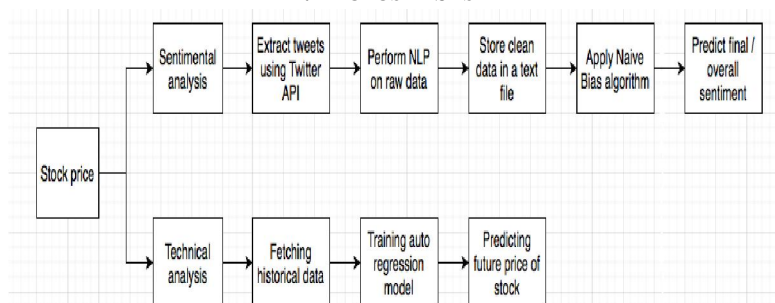 Sentimental
analysis
Extract tweets
using Twitter
API
Perform NLP
on raw data
Store clean
data in a text
file
Apply Naive
Bias algorithm
Predict final /
overall
sentiment
Stock price
Technical
analysis
Fetching
historical data
Training auto
regression
model
Predicting
future price of
stock